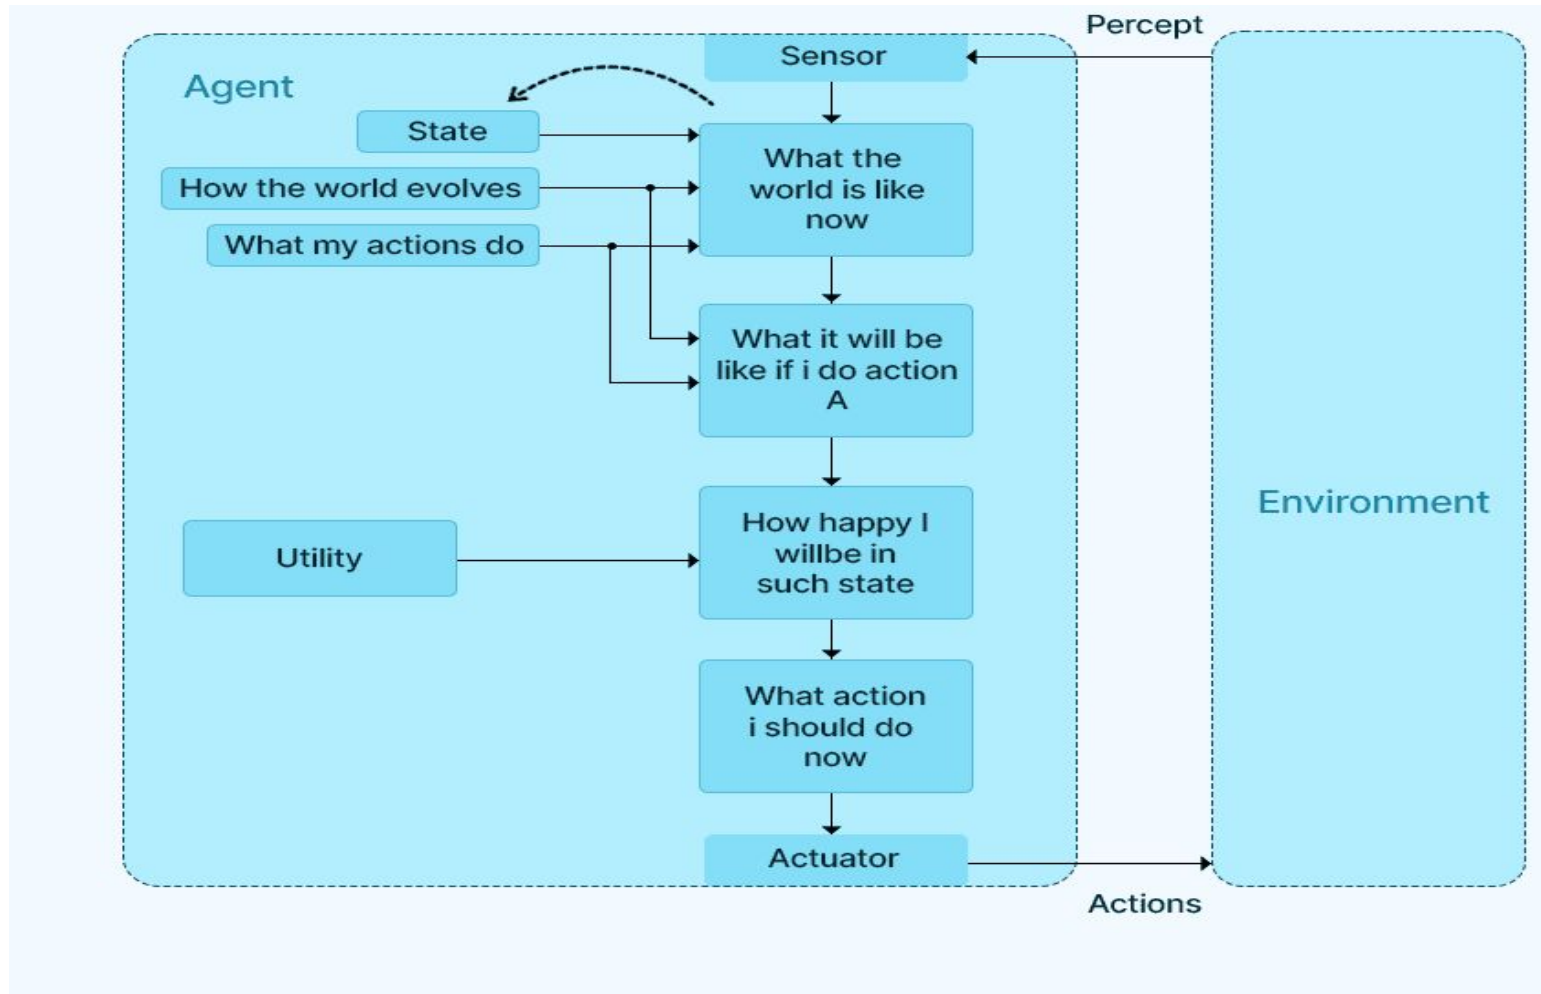 Percept
Sensor
Agent
State
What the
world is like
now
How the world evolves
What my actions do
What it will be
like if i do action
A
Environment
How happy I
willbe in
such state
Utility
What action
i should do
now
Actuator
Actions